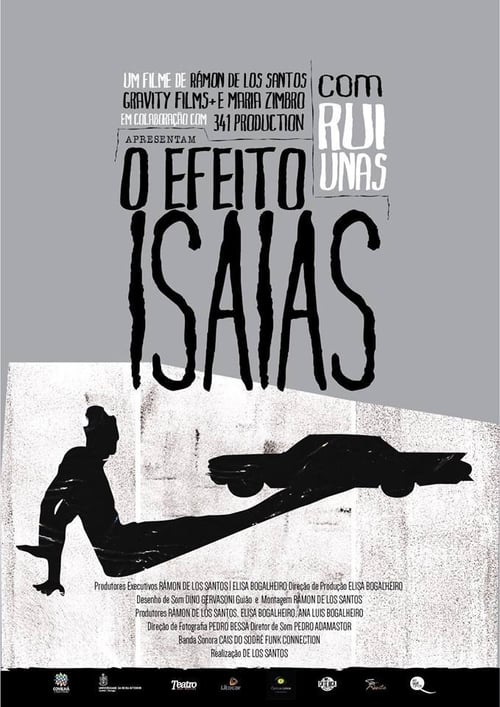 UM FILME DE RÁMON DE LOS SANTOS
GRAVITY FILMS+ E MARIA ZIMBRO
EM COLABORAÇÃO COM 341 PRODUCTION
APRESENTAM
COM
RUI
UNAS
O EFEITO
ISAIAS
Produtores Executivos RÁMON DE LOS SANTOS | ELISA BOGALHEIRO Direção de Produção ELISA BOGALHEIRO
Desenho de Som DINO GERVASONI Guião e Montagem RÁMON DE LOS SANTOS
Produtores RÁMON DE LOS SANTOS, ELISA BOGALHEIRO, ANA LUIS BOGALHEIRO
Direção de Fotografia PEDRO BESSA Diretor de Som PEDRO ADAMASTOR
Banda Sonora CAIS DO SODRÉ FUNK CONNECTION
Realização DE LOS SANTOS
COVILHÃ
Teatro